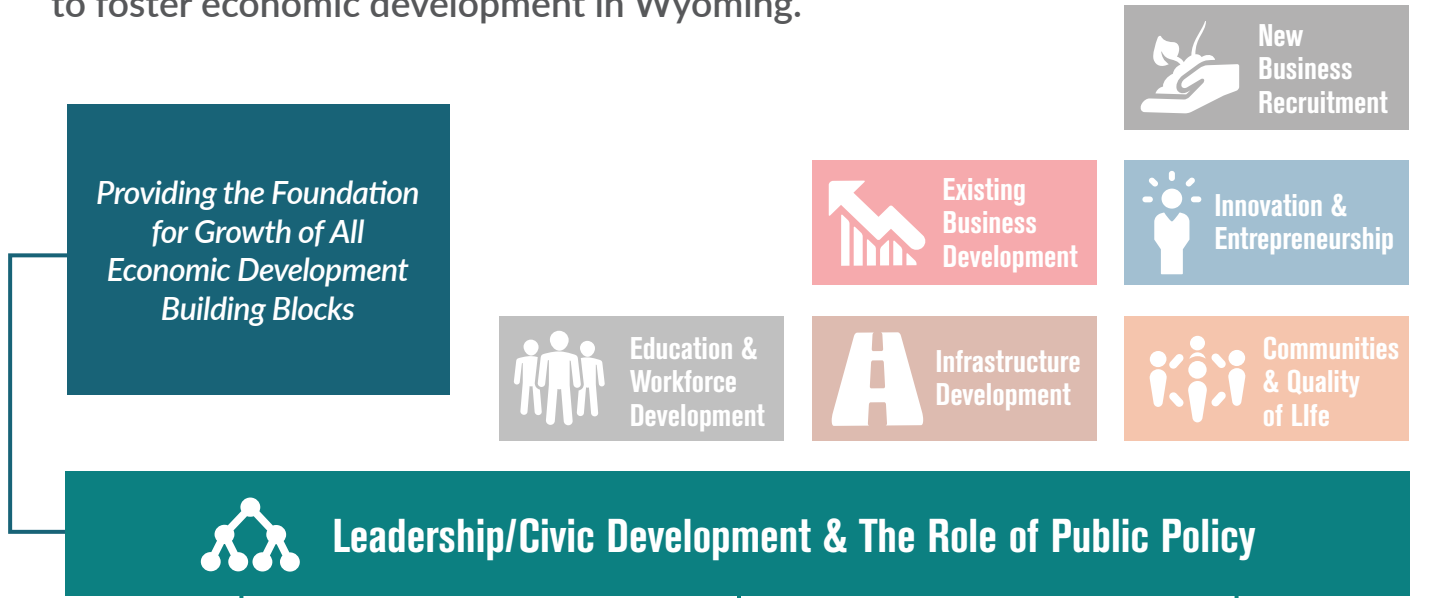 to foster economic development in Wyoming.
New
Business
Recruitment
Providing the Foundation
for Growth of All
Economic Development
Building Blocks
Existing
Business
Development
Innovation &
Entrepreneurship
Education &
Workforce
Development
Infrastructure
Development
Communities
& Quality
of LIfe
Leadership/Civic Development & The Role of Public Policy